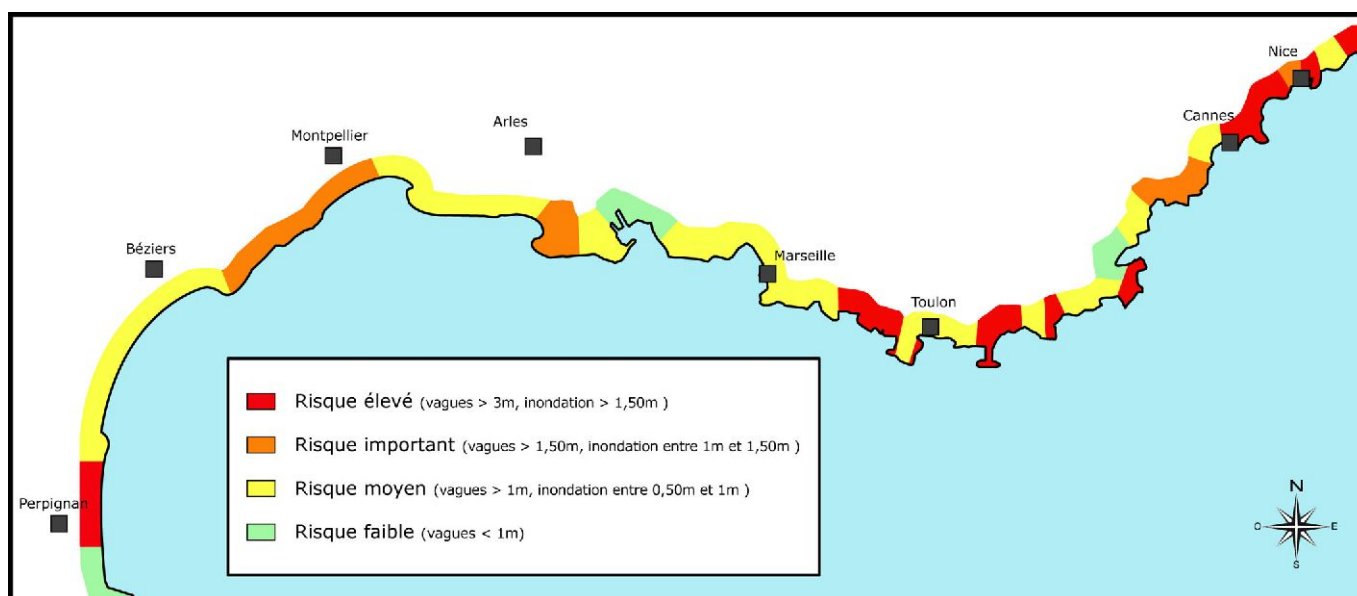 Nice
Cannes
Arles
Montpellier
Béziers
Marseille
Toulon
Perpignan
Risque élevé (vagues > 3m, inondation > 1,50m )
Risque important (vagues > 1,50m, inondation entre 1m et 1,50m )
Risque moyen (vagues > 1m, inondation entre 0,50m et 1m )
Risque faible (vagues < 1m)
N
O
E
S